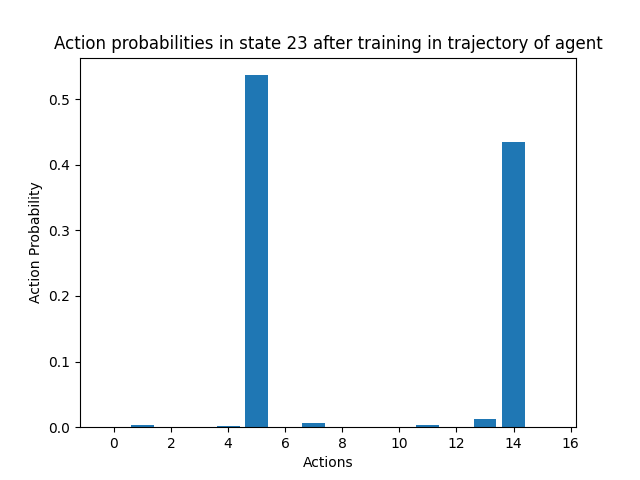 Action probabilities in state 23 after training in trajectory of agent
Action Probability
0.5
0.4
0.3
0.2
0.1
0.0
0 2 4 6 8 10 12 14 16
Actions